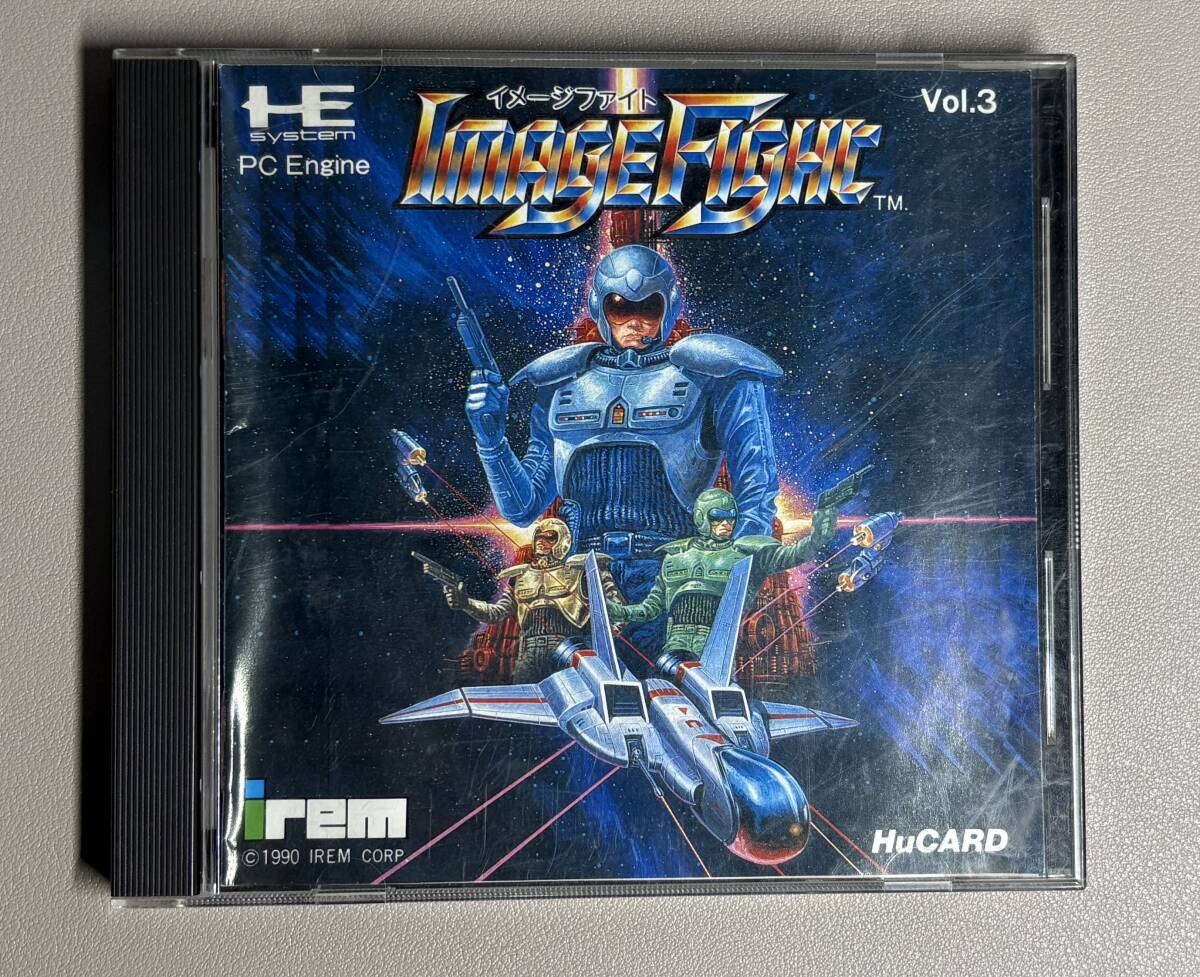 HE
system
PC Engine
イメージファイト
IMAGE FIGHT
TM.
Vol.3
irem
©1990 IREM CORP.
HuCARD